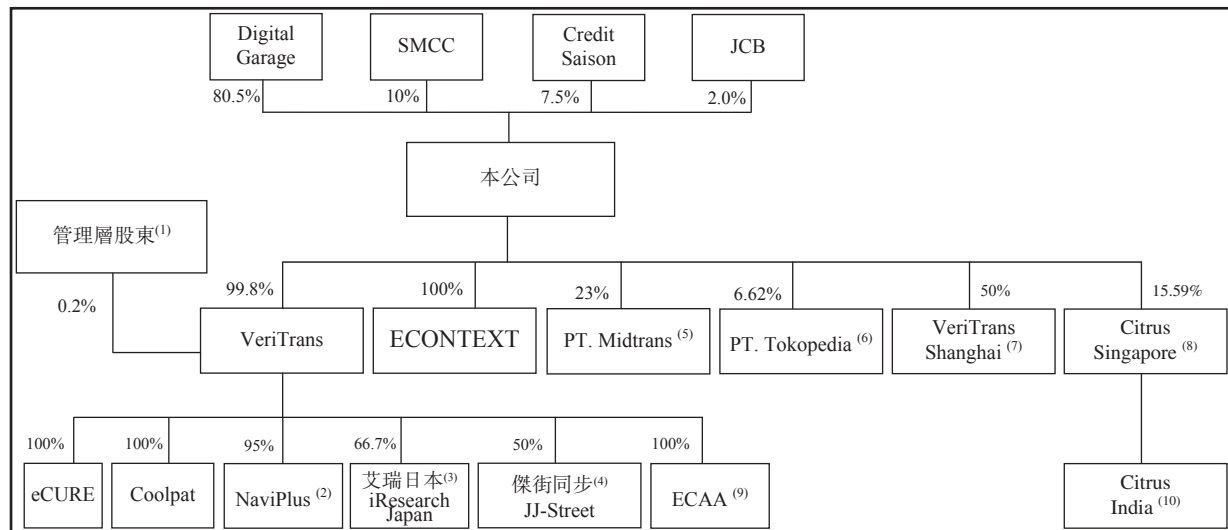 Digital
Garage
SMCC
Credit
Saison
JCB
80.5%
10%
7.5%
2.0%
本公司
管理層股東(1)
0.2%
99.8%
100%
23%
6.62%
50%
15.59%
VeriTrans
ECONTEXT
PT. Midtrans (5)
PT. Tokopedia (6)
VeriTrans
Shanghai (7)
Citrus
Singapore (8)
100%
100%
95%
66.7%
50%
100%
eCURE
Coolpat
NaviPlus (2)
艾瑞日本(3)
iResearch
Japan
傑街同步(4)
JJ-Street
ECAA (9)
Citrus
India (10)